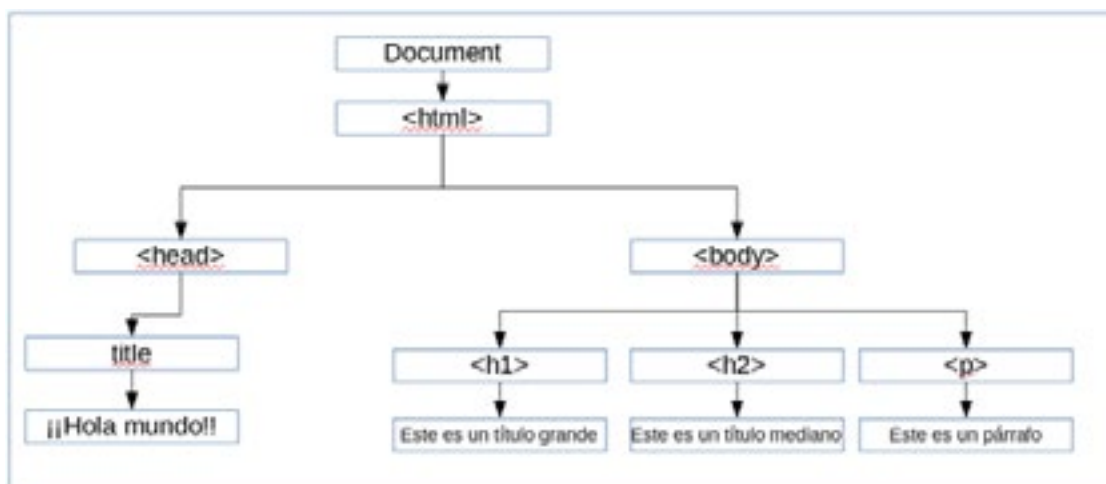 Document
<html>
<head>
<body>
title
<h1>
<h2>
<p>
¡¡Hola mundo!!
Este es un título grande
Este es un título mediano
Este es un párrafo